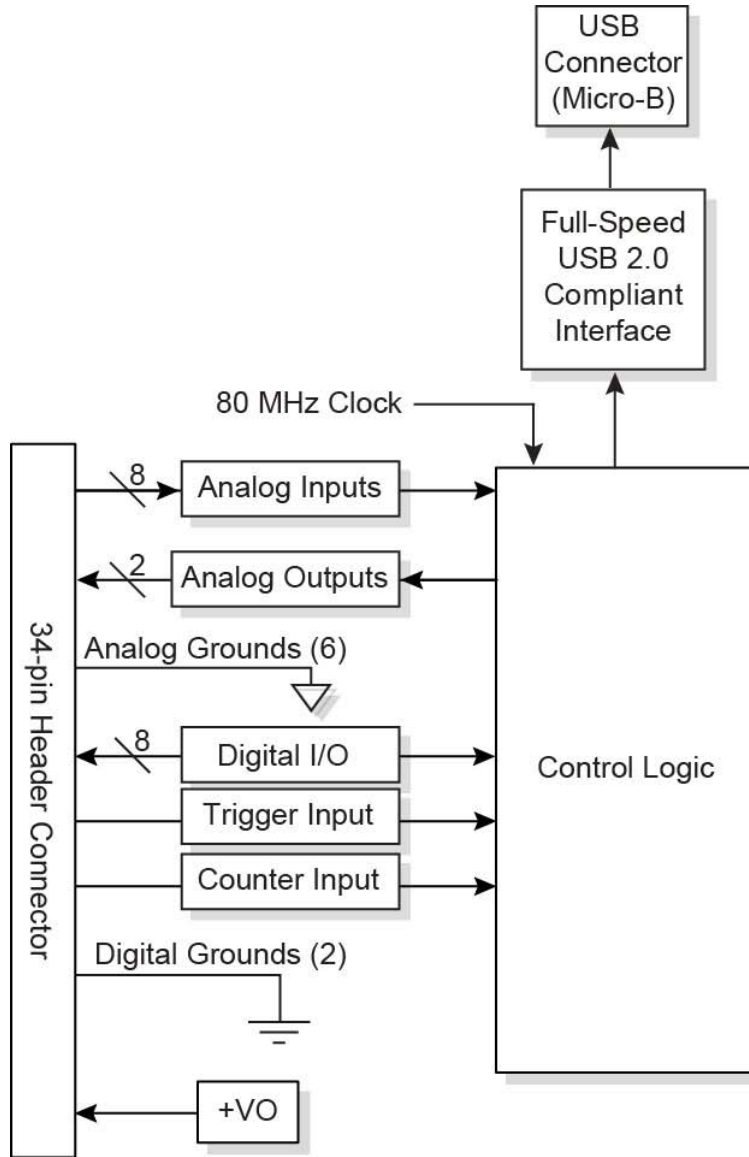 USB
Connector
(Micro-B)
Full-Speed
USB 2.0
Compliant
Interface
80 MHz Clock
8
Analog Inputs
2
Analog Outputs
Analog Grounds (6)
8
Digital I/O
Trigger Input
Counter Input
Digital Grounds (2)
+VO
34-pin Header Connector
Control Logic